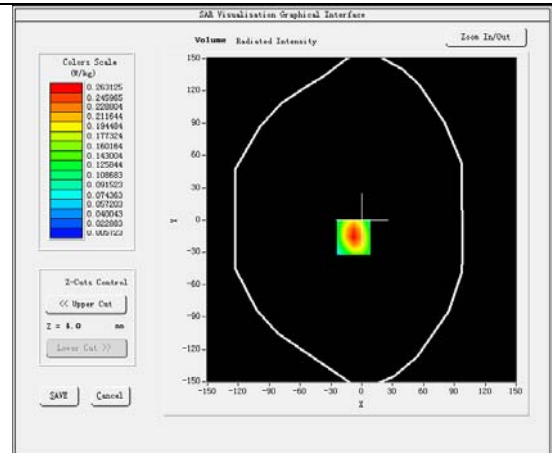 SAR Visualisation Graphical Interface
Volume Radiated Intensity
Zoom In/Out
Colors Scale
(W/kg)
0.263125
0.245965
0.228804
0.211644
0.194484
0.177324
0.160164
0.143004
0.125844
0.108683
0.091523
0.074363
0.057203
0.040043
0.022883
0.005723
150
120
90
60
30
0
-30
-60
-90
-120
-150
Y
-150 -120 -90 -60 -30 0 30 60 90 120 150
X
Z-Cuts Control
<< Upper Cut
Z = 4.0 mm
Lower Cut >>
SAVE Cancel